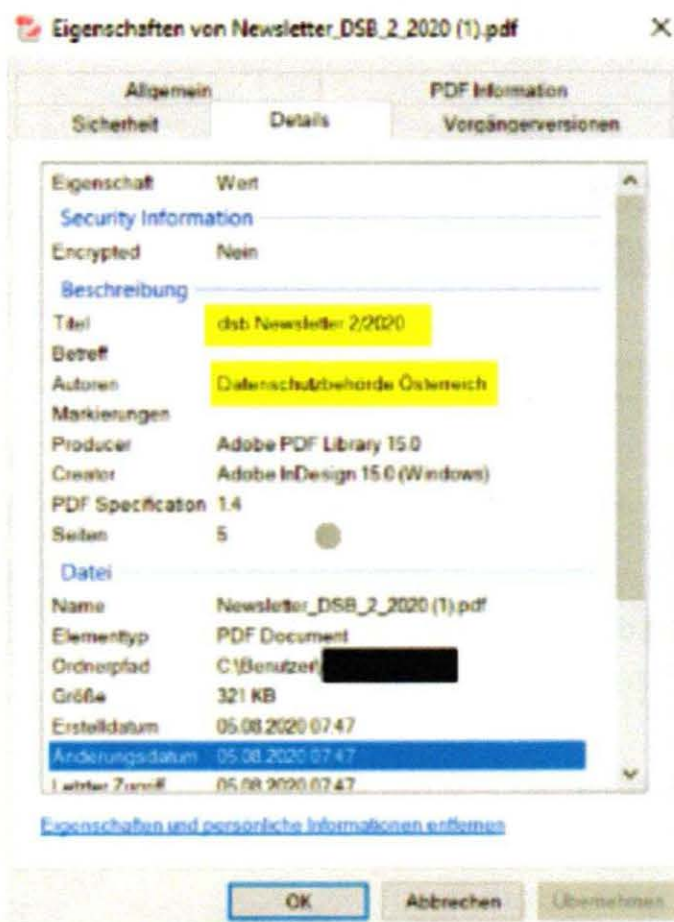 Eigenschaften von Newsletter_DSB_2_2020 (1).pdf
Allgemein PDF Information
Sicherheit Details Vorgängerversionen
Eigenschaft Wert
Security Information
Encrypted Nein
Beschreibung
Titel dsb Newsletter 2/2020
Betreff
Autoren Datenschutzbehörde Österreich
Markierungen
Producer Adobe PDF Library 15.0
Creator Adobe InDesign 15.0 (Windows)
PDF Specification 1.4
Seiten 5
Datei
Name Newsletter_DSB_2_2020 (1).pdf
Elementtyp PDF Document
Ordnerpfad C:\Benutzer\
Größe 321 KB
Erstelldatum 05.08.2020 07:47
Änderungsdatum 05.08.2020 07:47
Letzter Zugriff 05.08.2020 07:47
Eigenschaften und persönliche Informationen entfernen
OK Abbrechen Übernehmen